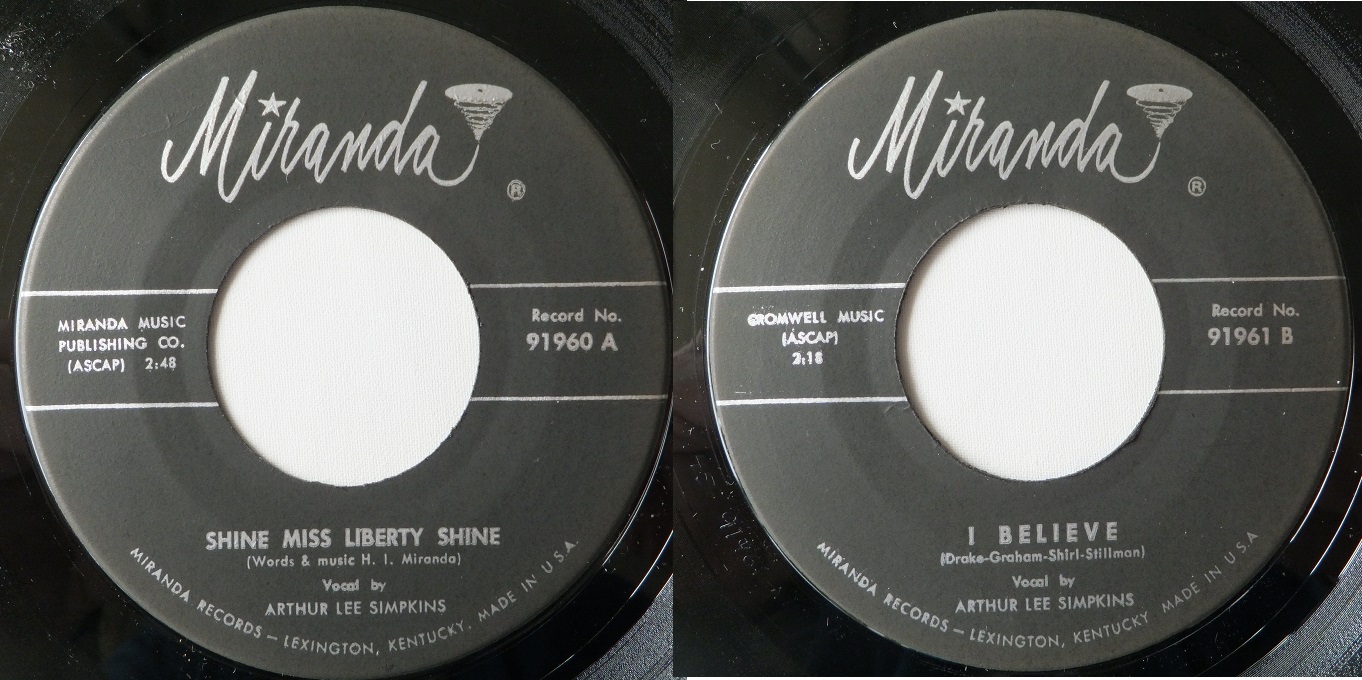 Miranda
®
MIRANDA MUSIC
PUBLISHING CO.
(ASCAP) 2:48
Record No.
91960 A
SHINE MISS LIBERTY SHINE
(Words & music H. I. Miranda)
Vocal by
ARTHUR LEE SIMPKINS
MIRANDA RECORDS — LEXINGTON, KENTUCKY. MADE IN U.S.A.
Miranda
®
CROMWELL MUSIC
(ASCAP)
2:18
Record No.
91961 B
I BELIEVE
(Drake-Graham-Shirl-Stillman)
Vocal by
ARTHUR LEE SIMPKINS
MIRANDA RECORDS — LEXINGTON, KENTUCKY MADE IN U.S.A